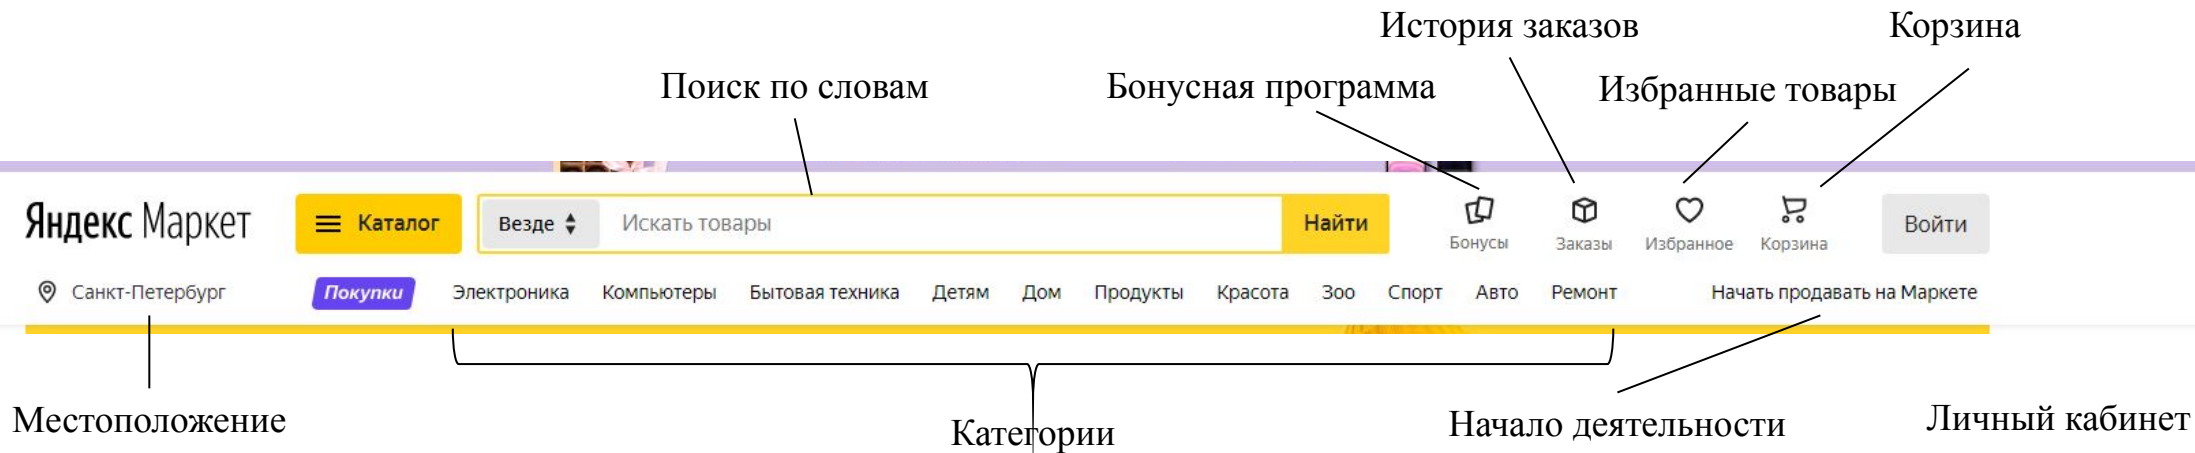 История заказов
Корзина
Поиск по словам
Бонусная программа
Избранные товары
Яндекс Маркет
Каталог
Везде
Искать товары
Найти
Бонусы
Заказы
Избранное
Корзина
Войти
Санкт-Петербург
Покупки
Электроника
Компьютеры
Бытовая техника
Детям
Дом
Продукты
Красота
Зоо
Спорт
Авто
Ремонт
Начать продавать на Маркете
Местоположение
Категории
Начало деятельности
Личный кабинет